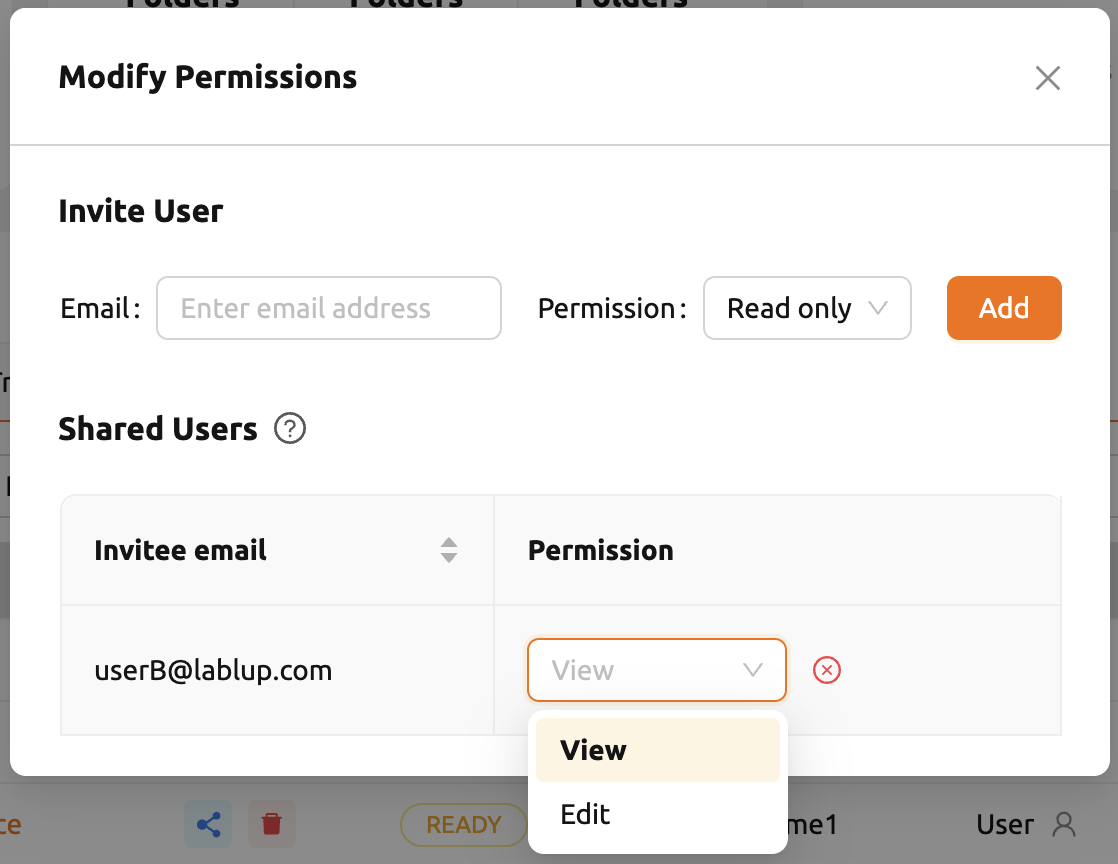 Folders Folders Folders
Modify Permissions
Invite User
Email: Enter email address Permission: Read only Add
Shared Users ?
Invitee email Permission
userB@lablup.com View
View
Edit
READY me1 User